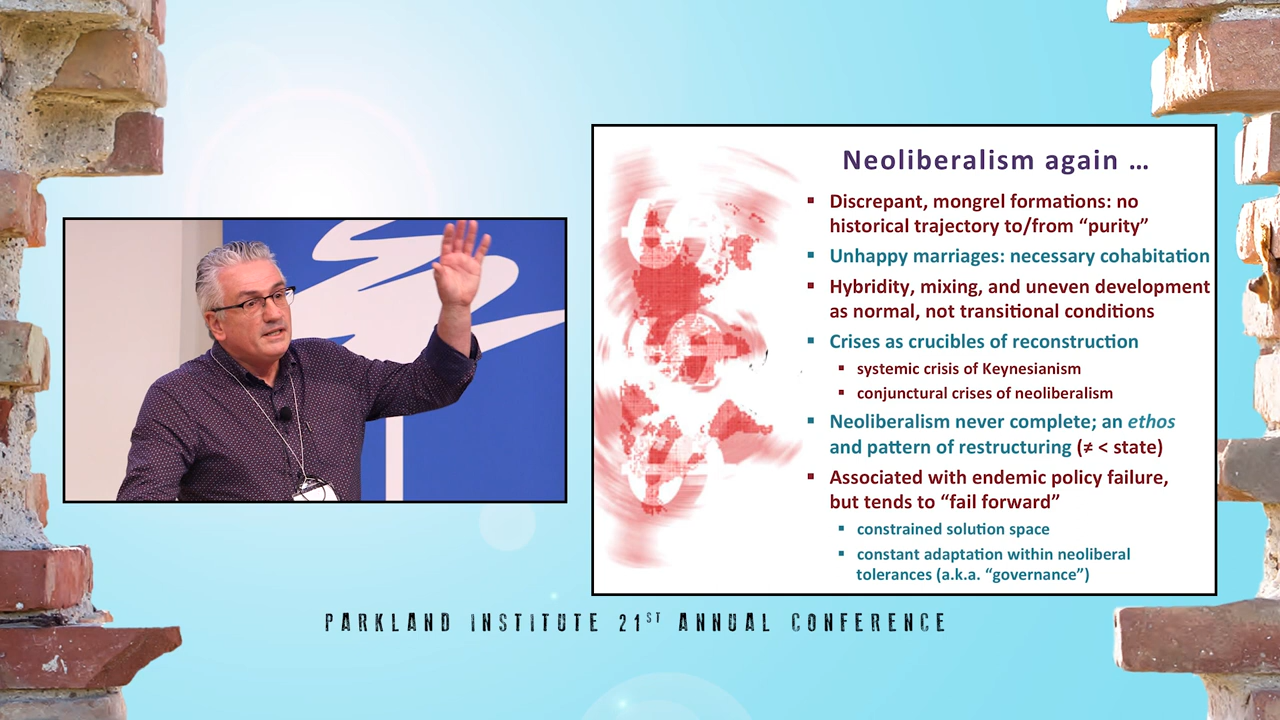 Neoliberalism again …
▪ Discrepant, mongrel formations: no
historical trajectory to/from “purity”
▪ Unhappy marriages: necessary cohabitation
▪ Hybridity, mixing, and uneven development
as normal, not transitional conditions
▪ Crises as crucibles of reconstruction
▪ systemic crisis of Keynesianism
▪ conjunctural crises of neoliberalism
▪ Neoliberalism never complete; an ethos
and pattern of restructuring (≠ < state)
▪ Associated with endemic policy failure,
but tends to “fail forward”
▪ constrained solution space
▪ constant adaptation within neoliberal
tolerances (a.k.a. “governance”)
PARKLAND INSTITUTE 21ST ANNUAL CONFERENCE